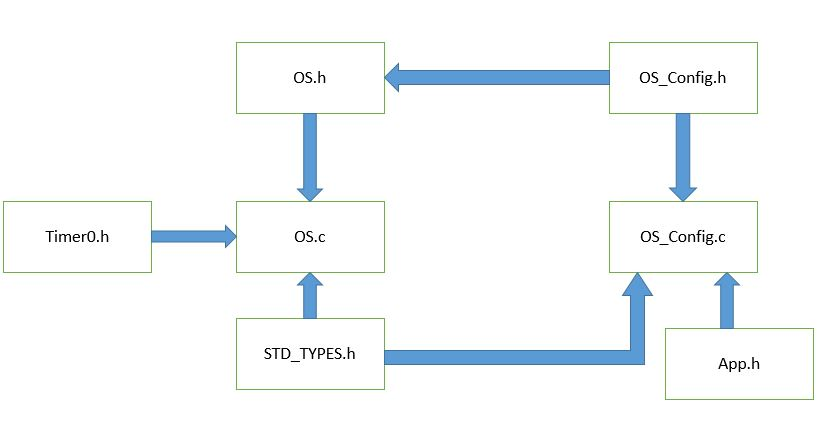 OS.h
OS_Config.h
Timer0.h
OS.c
OS_Config.c
STD_TYPES.h
App.h